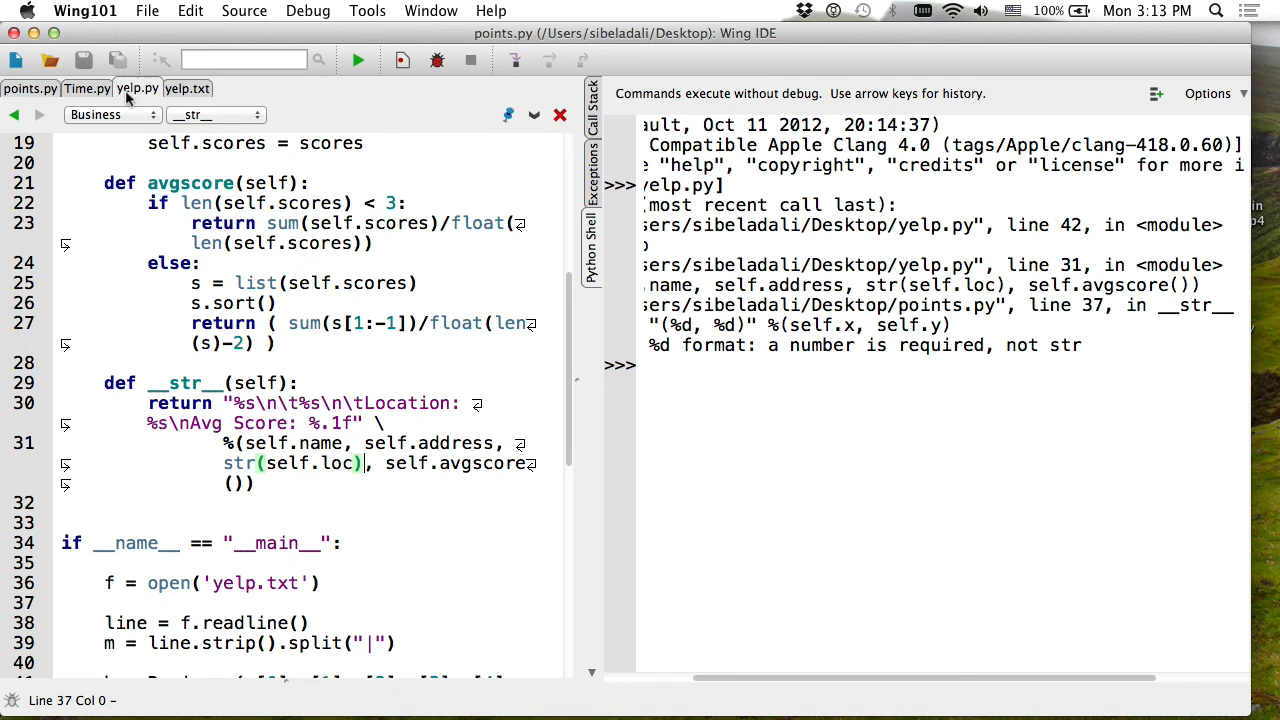 Wing101 File Edit Source Debug Tools Window Help 100% Mon 3:13 PM
points.py (/Users/sibeladali/Desktop): Wing IDE
points.py Time.py yelp.py yelp.txt
Business __str__
Commands execute without debug. Use arrow keys for history. Options
19 self.scores = scores
20
21 def avgscore(self):
22 if len(self.scores) < 3:
23 return sum(self.scores)/float(
len(self.scores))
24 else:
25 s = list(self.scores)
26 s.sort()
27 return ( sum(s[1:-1])/float(len
(s)-2) )
28
29 def __str__(self):
30 return "%s\n\t%s\n\tLocation:
%s\nAvg Score: %.1f" \
31 %(self.name, self.address,
str(self.loc), self.avgscore
())
32
33
34 if __name__ == "__main__":
35
36 f = open('yelp.txt')
37
38 line = f.readline()
39 m = line.strip().split("|")
40
Call Stack
Exceptions
Python Shell
ault, Oct 11 2012, 20:14:37)
Compatible Apple Clang 4.0 (tags/Apple/clang-418.0.60)]
e "help", "copyright", "credits" or "license" for more i
>>> yelp.py]
(most recent call last):
sers/sibeladali/Desktop/yelp.py", line 42, in <module>
sers/sibeladali/Desktop/yelp.py", line 31, in <module>
name, self.address, str(self.loc), self.avgscore())
sers/sibeladali/Desktop/points.py", line 37, in __str__
"(%d, %d)" %(self.x, self.y)
%d format: a number is required, not str
>>>
Line 37 Col 0 –